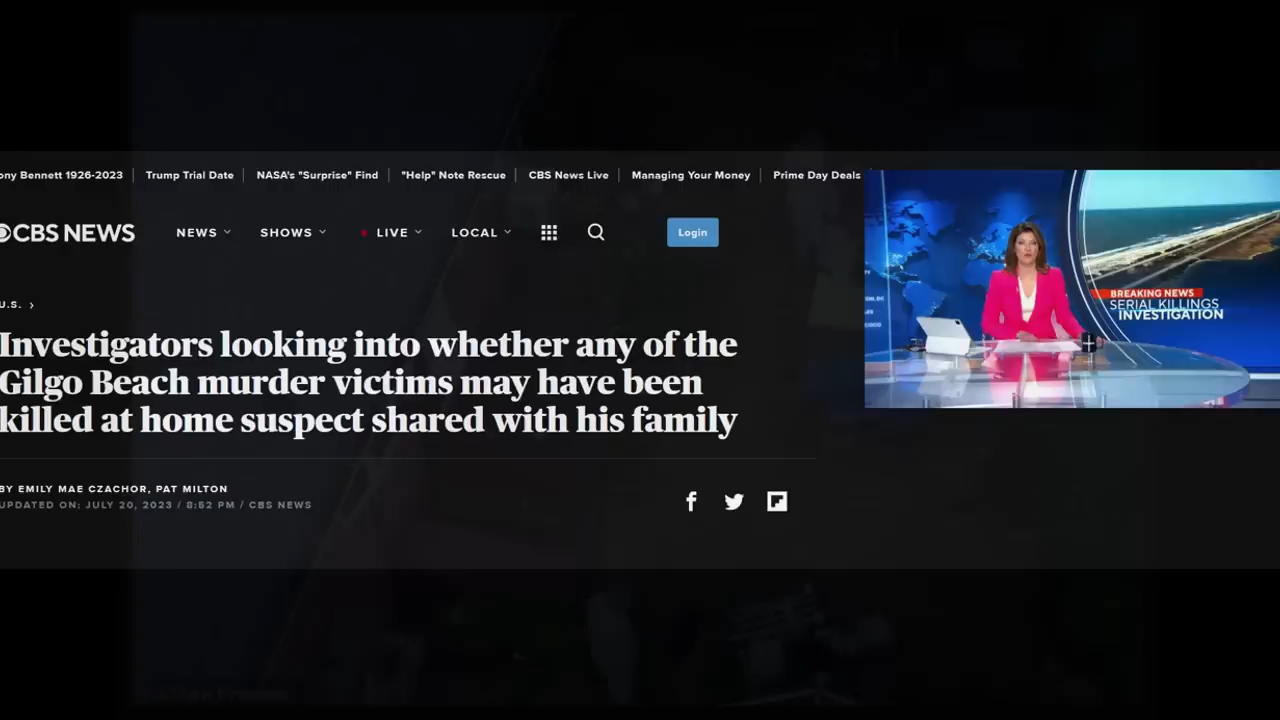 ony Bennett 1926-2023 Trump Trial Date NASA's "Surprise" Find "Help" Note Rescue CBS News Live Managing Your Money Prime Day Deals
CBS NEWS NEWS SHOWS LIVE LOCAL Login
U.S.
Investigators looking into whether any of the
Gilgo Beach murder victims may have been
killed at home suspect shared with his family
BY EMILY MAE CZACHOR, PAT MILTON
UPDATED ON: JULY 20, 2023 / 8:52 PM / CBS NEWS
BREAKING NEWS
SERIAL KILLINGS
INVESTIGATION